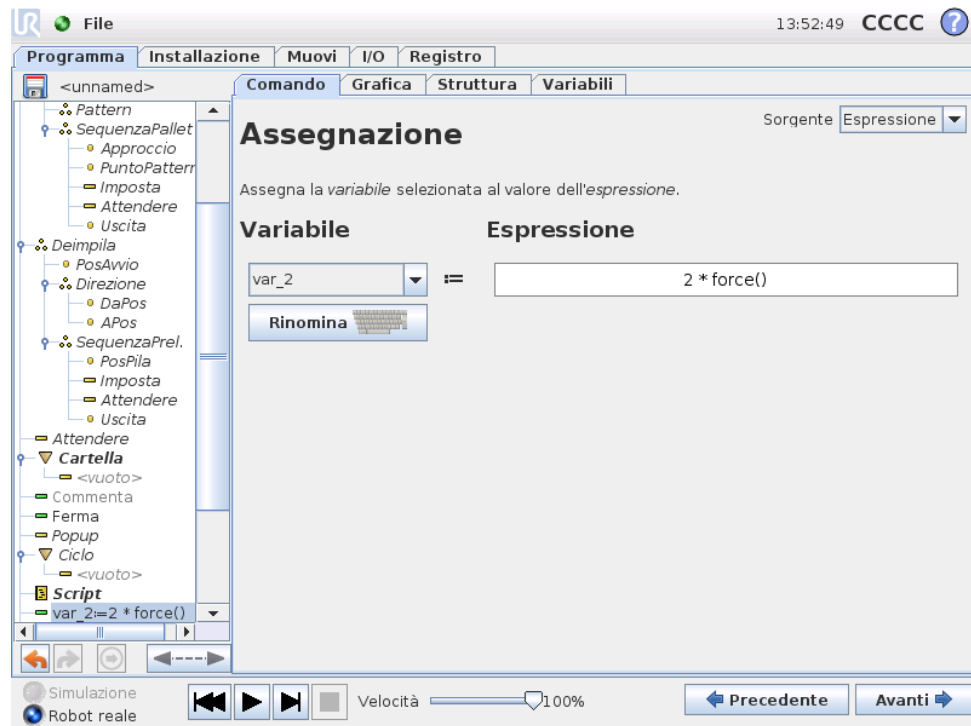 UR File 13:52:49 CCCC ?
Programma Installazione Muovi I/O Registro
<unnamed>
Comando Grafica Struttura Variabili
Pattern
SequenzaPallet
Approccio
PuntoPattern
Imposta
Attendere
Uscita
Deimpila
PosAvvio
Direzione
DaPos
APos
SequenzaPrel.
PosPila
Imposta
Attendere
Uscita
Attendere
Cartella
<vuoto>
Commenta
Ferma
Popup
Ciclo
<vuoto>
Script
var_2:=2 * force()
Assegnazione
Sorgente Espressione
Assegna la variabile selezionata al valore dell'espressione.
Variabile Espressione
var_2 := 2 * force()
Rinomina
Simulazione
Robot reale
Velocità 100%
Precedente Avanti